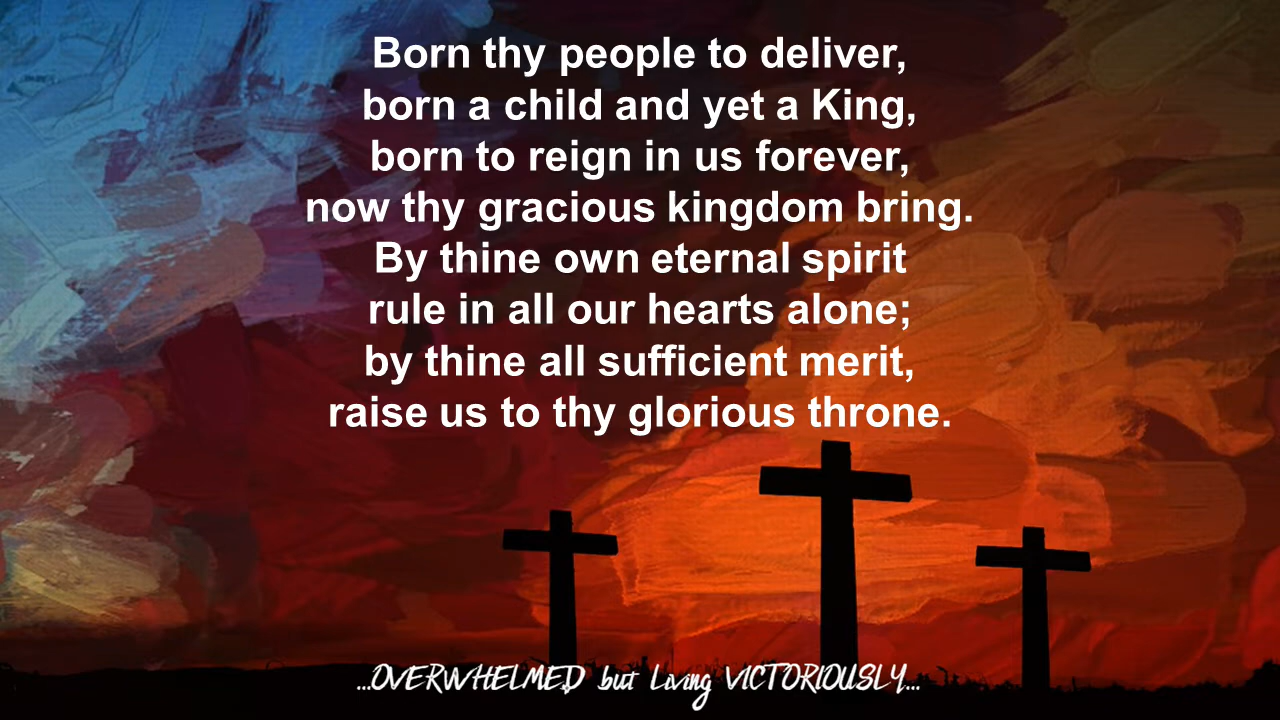 Born thy people to deliver,
born a child and yet a King,
born to reign in us forever,
now thy gracious kingdom bring.
By thine own eternal spirit
rule in all our hearts alone;
by thine all sufficient merit,
raise us to thy glorious throne.
...OVERWHELMED but Living VICTORIOUSLY...